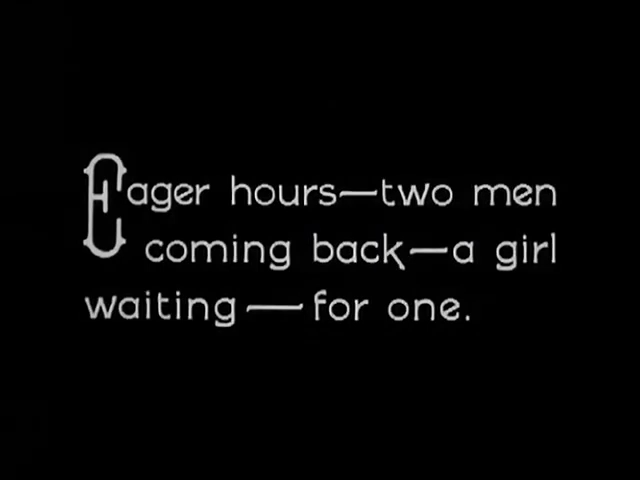 Eager hours—two men
coming back—a girl
waiting—for one.